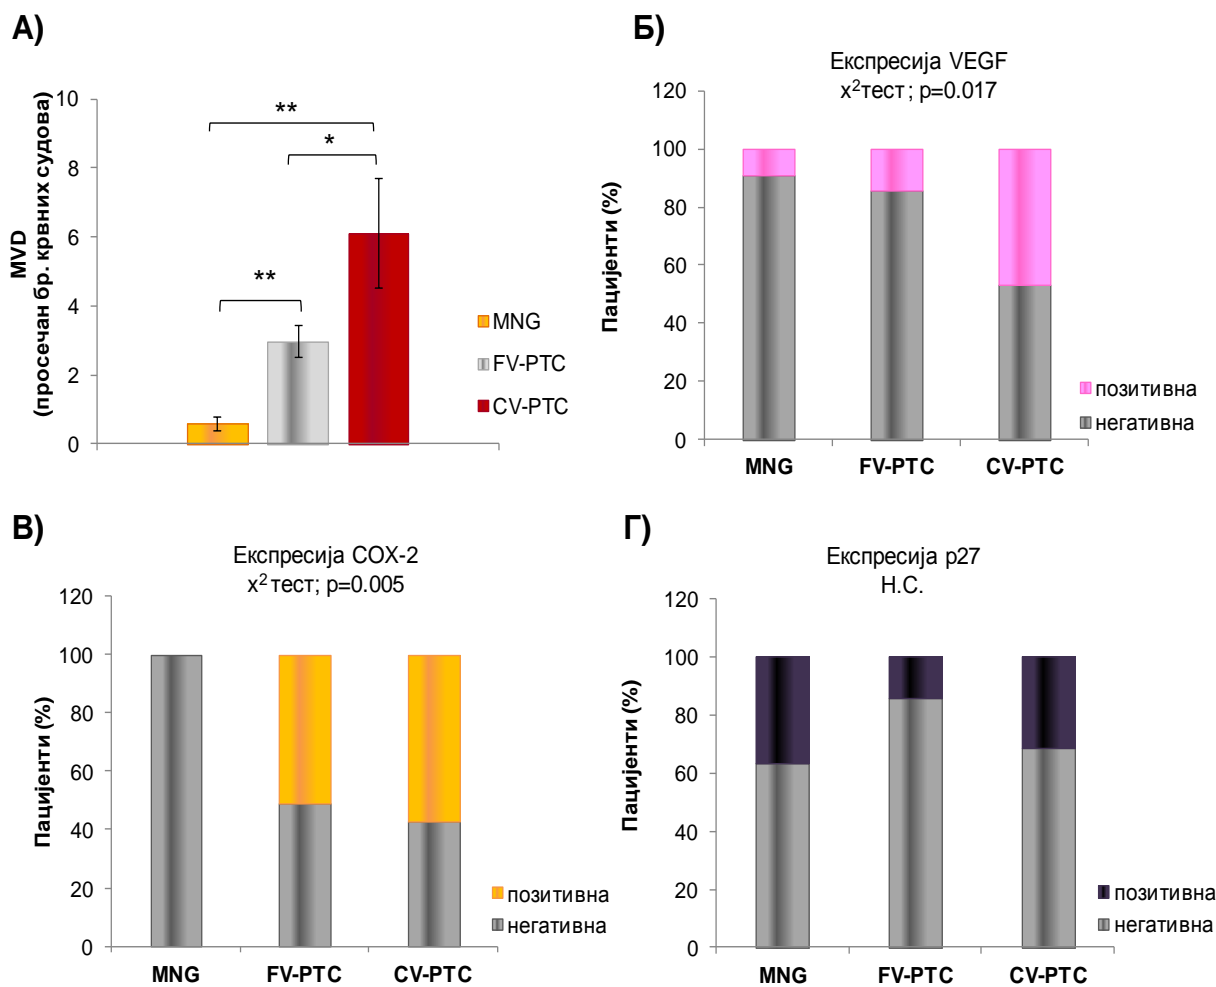 А)
MVD
(просечан бр. крвних судова)
10
8
6
4
2
0
**
*
**
MNG
FV-PTC
CV-PTC
Б)
Експресија VEGF
x²тест; p=0.017
Пацијенти (%)
120
100
80
60
40
20
0
MNG FV-PTC CV-PTC
позитивна
негативна
В)
Експресија COX-2
x² тест; p=0.005
Пацијенти (%)
120
100
80
60
40
20
0
MNG FV-PTC CV-PTC
позитивна
негативна
Г)
Експресија p27
Н.С.
Пацијенти (%)
120
100
80
60
40
20
0
MNG FV-PTC CV-PTC
позитивна
негативна